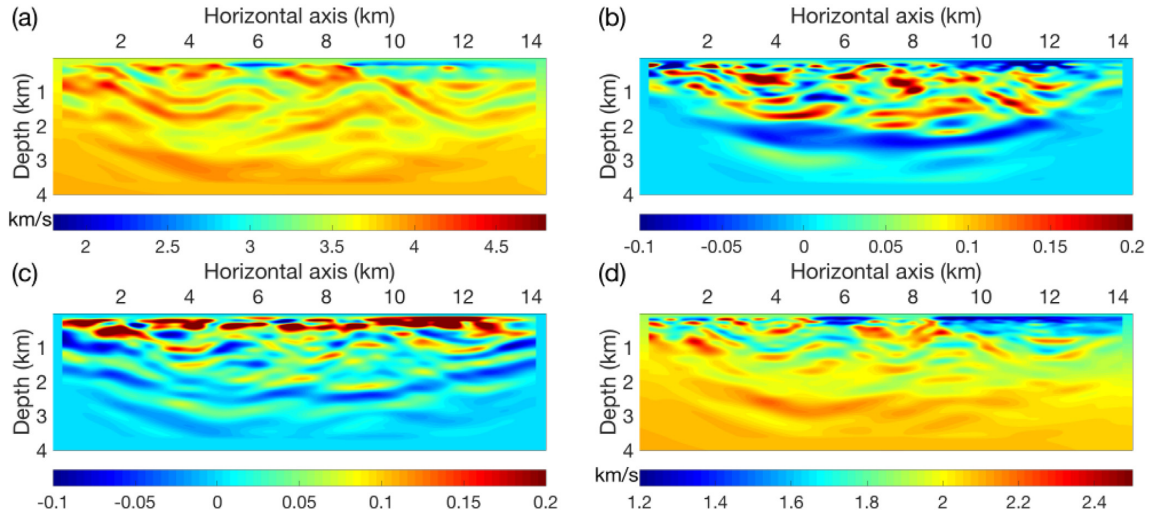 (a) Horizontal axis (km)
2 4 6 8 10 12 14
Depth (km)
1
2
3
4
km/s
2 2.5 3 3.5 4 4.5
(b) Horizontal axis (km)
2 4 6 8 10 12 14
Depth (km)
1
2
3
4
-0.1 -0.05 0 0.05 0.1 0.15 0.2
(c) Horizontal axis (km)
2 4 6 8 10 12 14
Depth (km)
1
2
3
4
-0.1 -0.05 0 0.05 0.1 0.15 0.2
(d) Horizontal axis (km)
2 4 6 8 10 12 14
Depth (km)
1
2
3
4
km/s
1.2 1.4 1.6 1.8 2 2.2 2.4